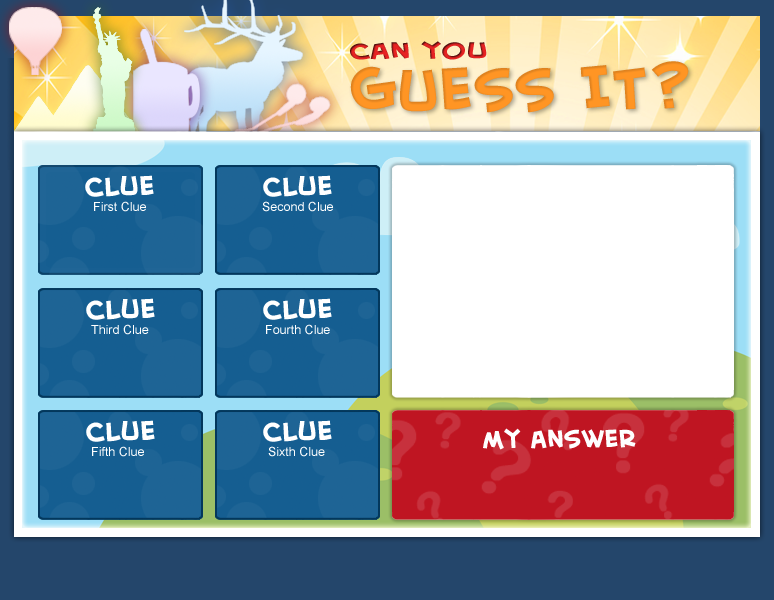 CAN YOU
GUESS IT?
CLUE
First Clue
CLUE
Second Clue
CLUE
Third Clue
CLUE
Fourth Clue
CLUE
Fifth Clue
CLUE
Sixth Clue
MY ANSWER